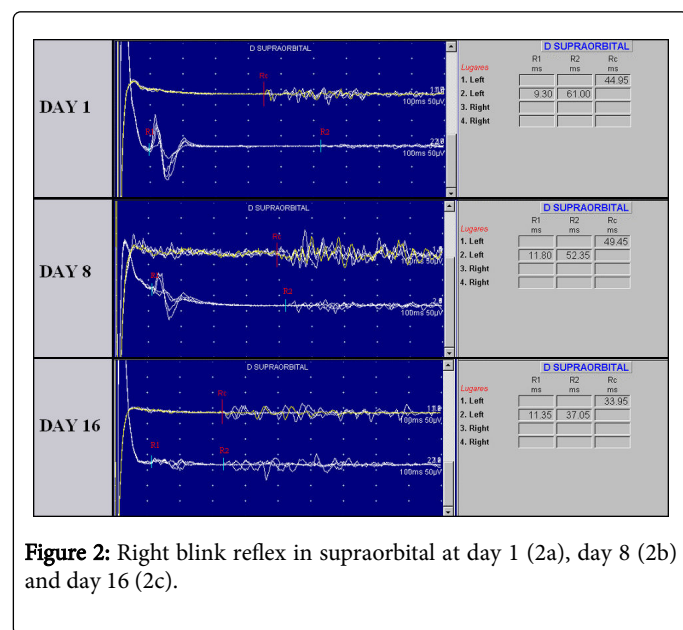 DAY 1
D SUPRAORBITAL
Rc
100ms 50µV
R1
R2
100ms 50µV
D SUPRAORBITAL
Lugares R1 R2 Rc
ms ms ms
1. Left 44.95
2. Left 9.30 61.00
3. Right
4. Right
DAY 8
D SUPRAORBITAL
Rc
100ms 50µV
R2
100ms 50µV
D SUPRAORBITAL
Lugares R1 R2 Rc
ms ms ms
1. Left 49.45
2. Left 11.80 52.35
3. Right
4. Right
DAY 16
D SUPRAORBITAL
Rc
100ms 50µV
R1
R2
100ms 50µV
D SUPRAORBITAL
Lugares R1 R2 Rc
ms ms ms
1. Left 33.95
2. Left 11.35 37.05
3. Right
4. Right
Figure 2: Right blink reflex in supraorbital at day 1 (2a), day 8 (2b)
and day 16 (2c).